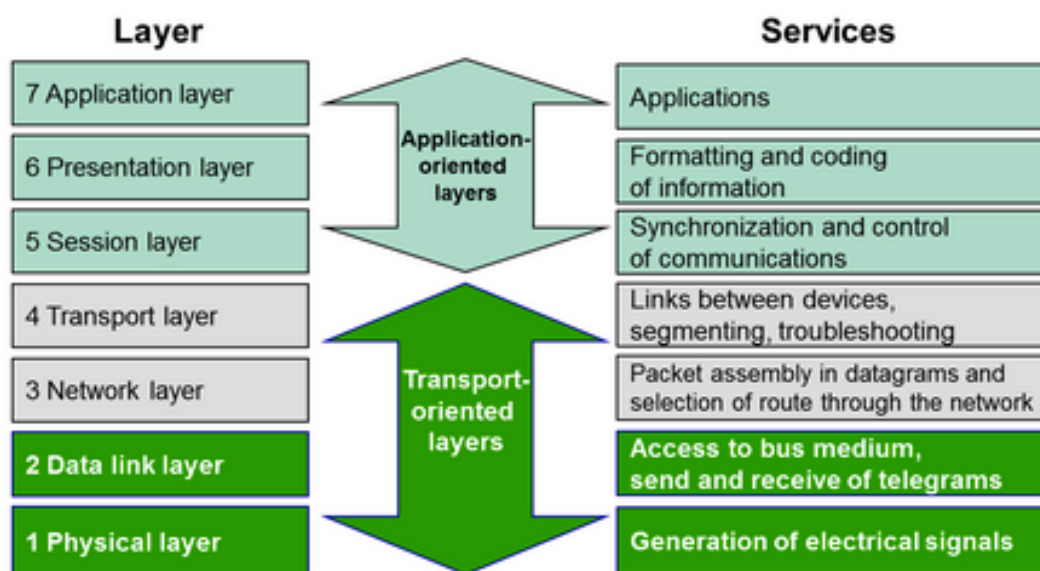 Layer
Services
7 Application layer
Applications
6 Presentation layer
Formatting and coding
of information
5 Session layer
Synchronization and control
of communications
Application-
oriented
layers
4 Transport layer
Links between devices,
segmenting, troubleshooting
3 Network layer
Packet assembly in datagrams and
selection of route through the network
2 Data link layer
Access to bus medium,
send and receive of telegrams
1 Physical layer
Generation of electrical signals
Transport-
oriented
layers